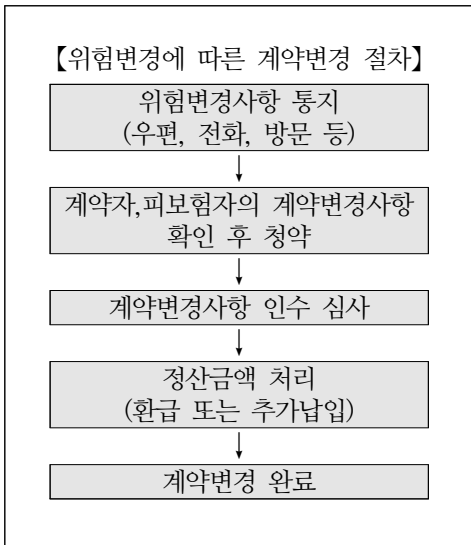 【위험변경에 따른 계약변경 절차】
위험변경사항 통지
(우편, 전화, 방문 등)
계약자,피보험자의 계약변경사항
확인 후 청약
계약변경사항 인수 심사
정산금액 처리
(환급 또는 추가납입)
계약변경 완료